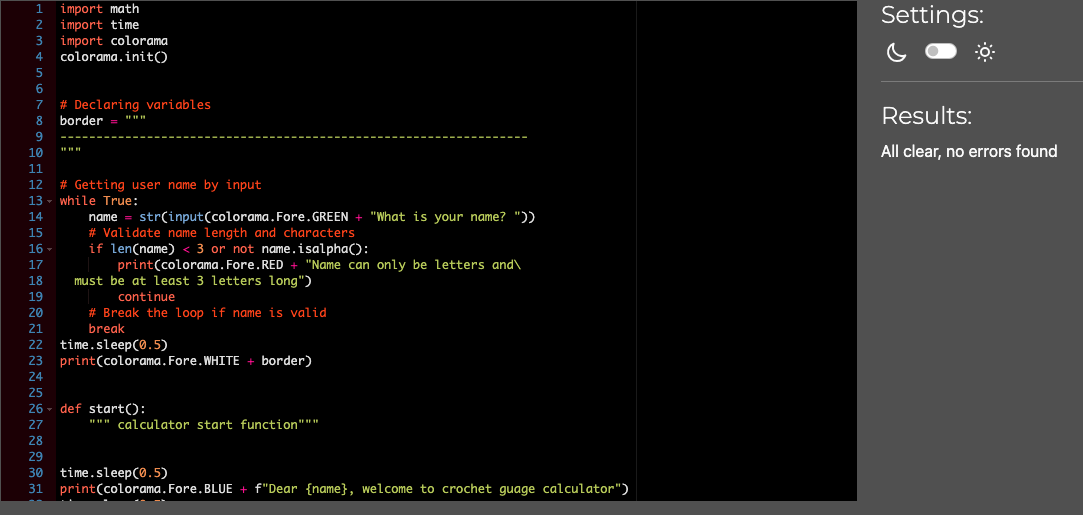 1 import math
2 import time
3 import colorama
4 colorama.init()
5
6
7 # Declaring variables
8 border = """
9 -----------------------------------------------------------------
10 """
11
12 # Getting user name by input
13 while True:
14     name = str(input(colorama.Fore.GREEN + "What is your name? "))
15     # Validate name length and characters
16     if len(name) < 3 or not name.isalpha():
17         print(colorama.Fore.RED + "Name can only be letters and\
18   must be at least 3 letters long")
19         continue
20     # Break the loop if name is valid
21     break
22 time.sleep(0.5)
23 print(colorama.Fore.WHITE + border)
24
25
26 def start():
27     """ calculator start function"""
28
29
30 time.sleep(0.5)
31 print(colorama.Fore.BLUE + f"Dear {name}, welcome to crochet guage calculator")
Settings:
Results:
All clear, no errors found